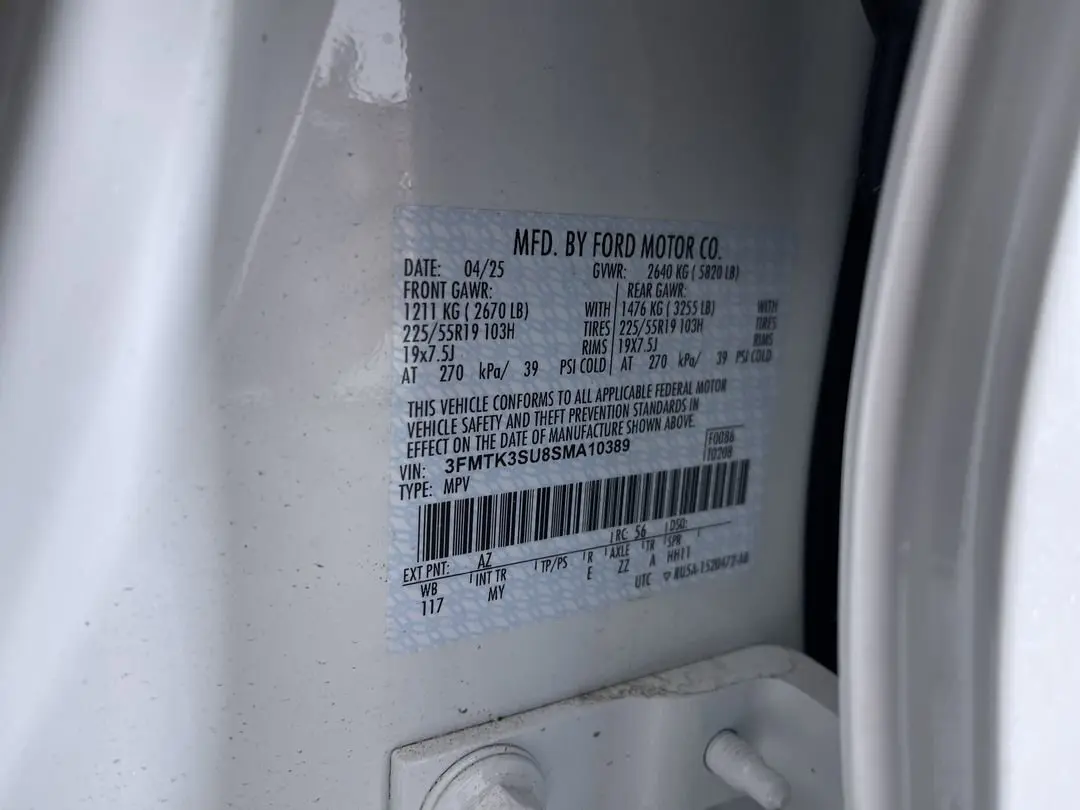 MFD. BY FORD MOTOR CO.
DATE: 04/25 GVWR: 2640 KG ( 5820 LB)
FRONT GAWR: REAR GAWR:
1211 KG ( 2670 LB) WITH 1476 KG ( 3255 LB) WITH
225/55R19 103H TIRES 225/55R19 103H TIRES
19x7.5J RIMS 19X7.5J RIMS
AT 270 kPa/ 39 PSI COLD AT 270 kPa/ 39 PSI COLD
THIS VEHICLE CONFORMS TO ALL APPLICABLE FEDERAL MOTOR
VEHICLE SAFETY AND THEFT PREVENTION STANDARDS IN
EFFECT ON THE DATE OF MANUFACTURE SHOWN ABOVE.
VIN: 3FMTK3SU8SMA10389 F0086
TYPE: MPV T0208
EXT PNT: AZ RC: 56 DSO:
WB INT TR TP/PS R AXLE TR SPR
117 MY E ZZ A HH11
UTC